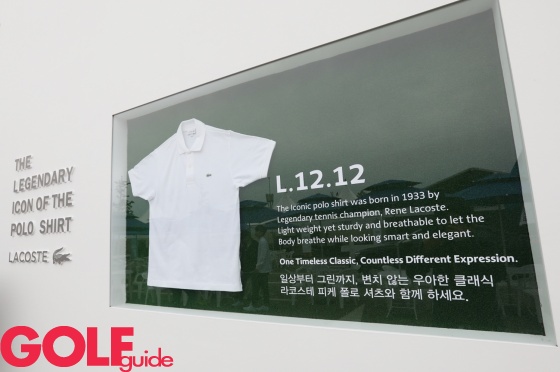 THE
LEGENDARY
ICON OF THE
POLO SHIRT
LACOSTE
L.12.12
The Iconic polo shirt was born in 1933 by
Legendary tennis champion, Rene Lacoste.
Light weight yet sturdy and breathable to let the
Body breathe while looking smart and elegant.
One Timeless Classic, Countless Different Expression.
일상부터 그린까지, 변치 않는 우아한 클래식
라코스테 피케 폴로 셔츠와 함께 하세요.
GOLF guide